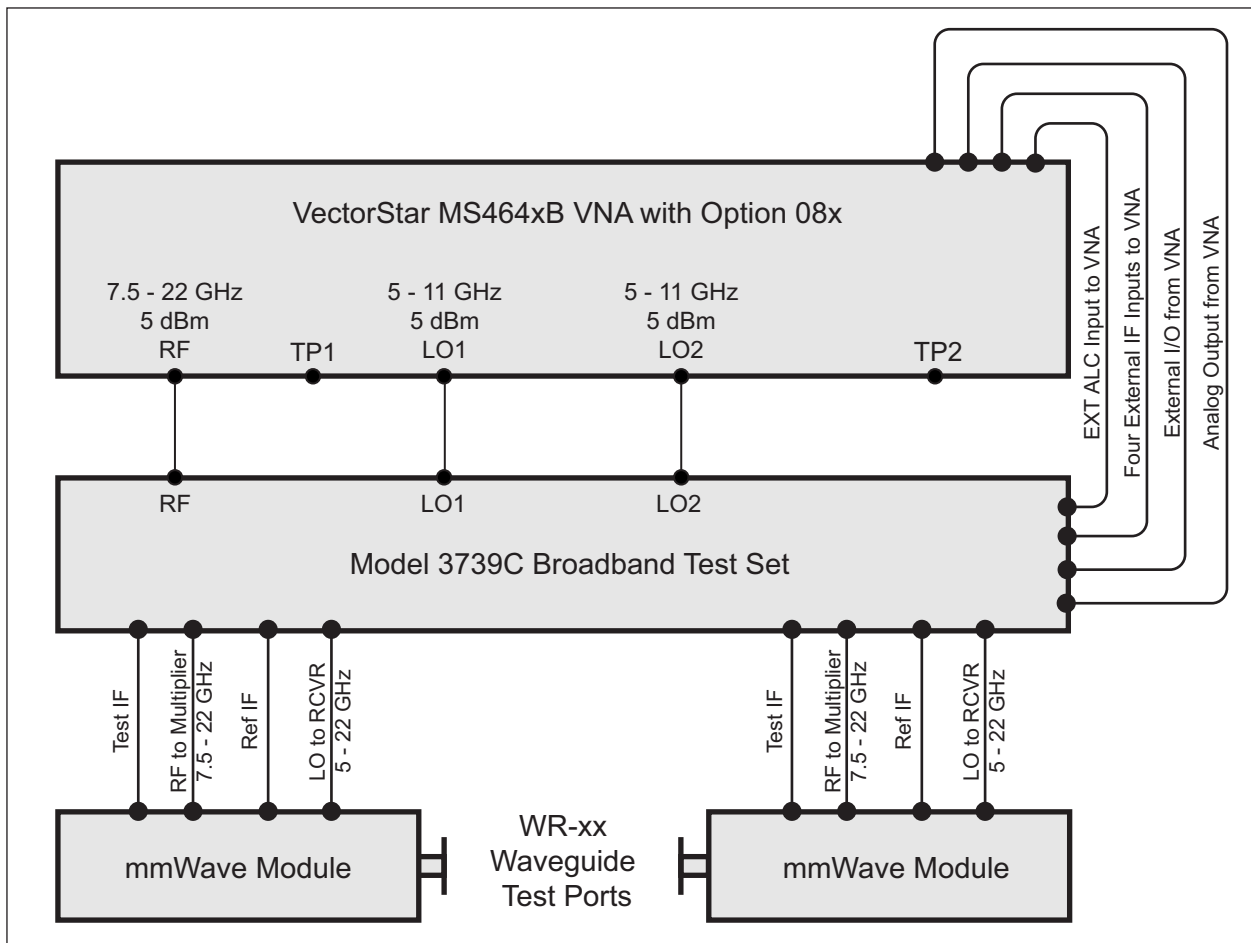 VectorStar MS464xB VNA with Option 08x
7.5 - 22 GHz
5 dBm
RF
TP1
5 - 11 GHz
5 dBm
LO1
5 - 11 GHz
5 dBm
LO2
TP2
EXT ALC Input to VNA
Four External IF Inputs to VNA
External I/O from VNA
Analog Output from VNA
RF
LO1
LO2
Model 3739C Broadband Test Set
Test IF
RF to Multiplier
7.5 - 22 GHz
Ref IF
LO to RCVR
5 - 22 GHz
Test IF
RF to Multiplier
7.5 - 22 GHz
Ref IF
LO to RCVR
5 - 22 GHz
mmWave Module
WR-xx
Waveguide
Test Ports
mmWave Module